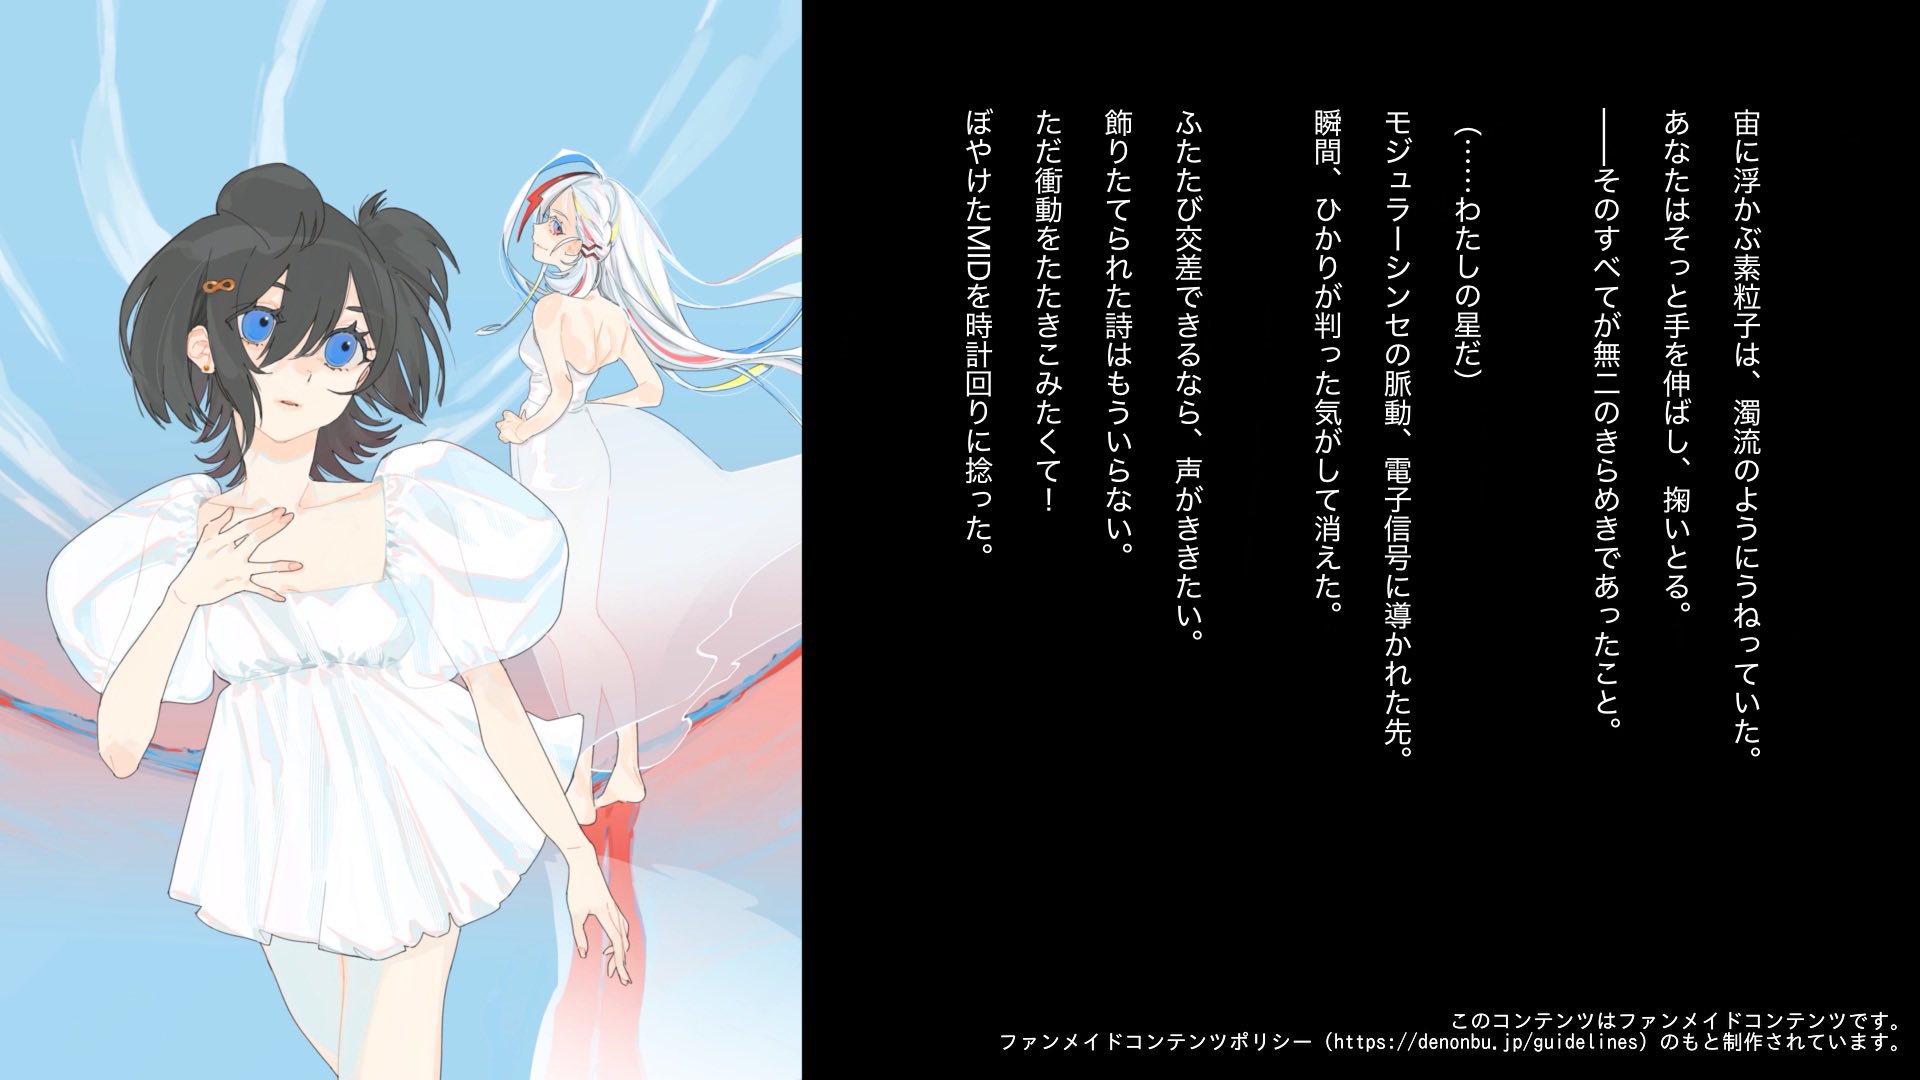 宙に浮かぶ素粒子は、濁流のようにうねっていた。
あなたはそっと手を伸ばし、掬いとる。
――そのすべてが無二のきらめきであったこと。
（……わたしの星だ）
モジュラーシンセの脈動、電子信号に導かれた先。
瞬間、ひかりが判った気がして消えた。
ふたたび交差できるなら、声がききたい。
飾りたてられた詩はもういらない。
ただ衝動をたたきこみたくて！
ぼやけたMIDを時計回りに捻った。
このコンテンツはファンメイドコンテンツです。
ファンメイドコンテンツポリシー（https://denonbu.jp/guidelines）のもと制作されています。